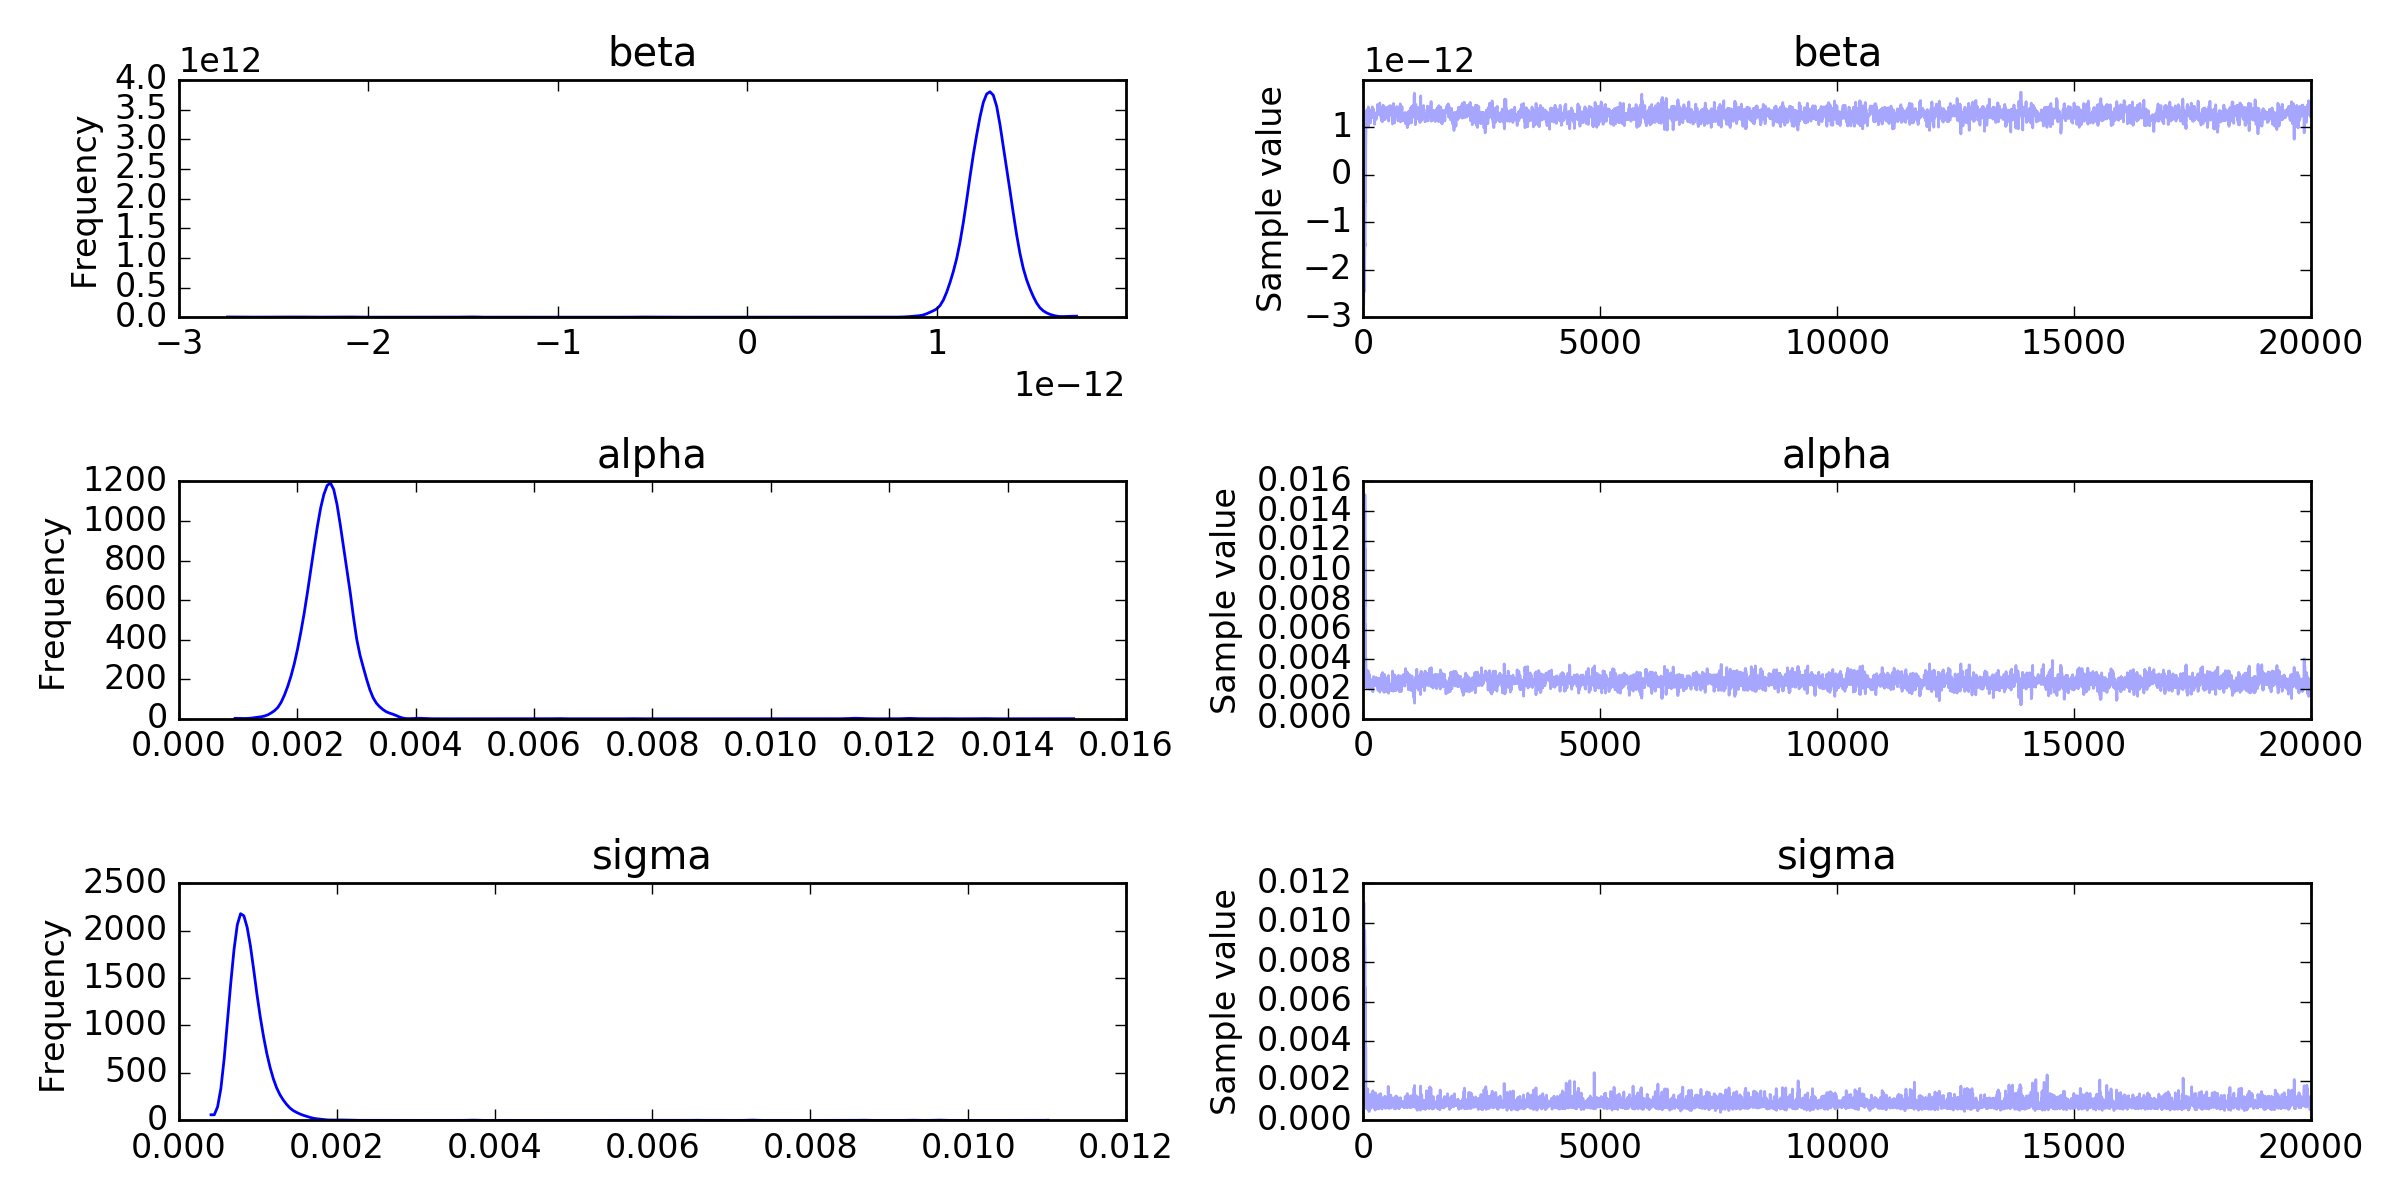 beta
1e12
4.0
3.5
3.0
2.5
2.0
1.5
1.0
0.5
0.0
Frequency
−3 −2 −1 0 1
1e−12
beta
1e−12
1
0
−1
−2
−3
Sample value
0 5000 10000 15000 20000
alpha
1200
1000
800
600
400
200
0
Frequency
0.000 0.002 0.004 0.006 0.008 0.010 0.012 0.014 0.016
alpha
0.016
0.014
0.012
0.010
0.008
0.006
0.004
0.002
0.000
Sample value
0 5000 10000 15000 20000
sigma
2500
2000
1500
1000
500
0
Frequency
0.000 0.002 0.004 0.006 0.008 0.010 0.012
sigma
0.012
0.010
0.008
0.006
0.004
0.002
0.000
Sample value
0 5000 10000 15000 20000